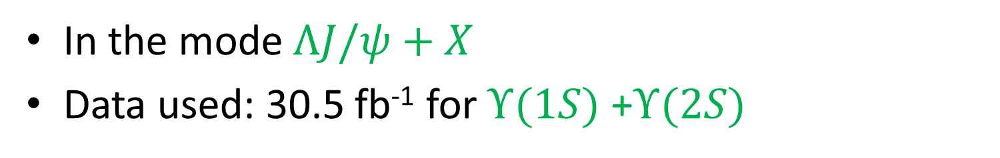 • In the mode ΛJ/ψ + X
• Data used: 30.5 fb⁻¹ for ϒ(1S) +ϒ(2S)